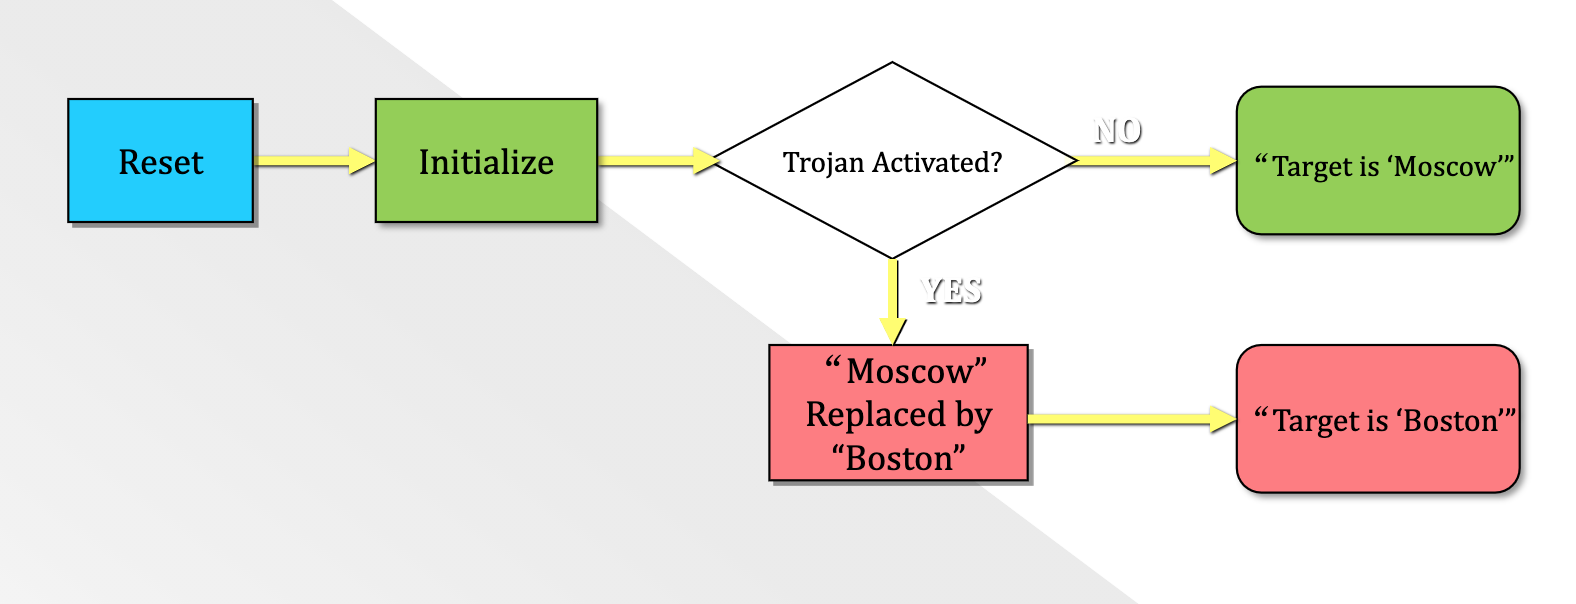 Reset
Initialize
Trojan Activated?
NO
“Target is ‘Moscow’”
YES
“Moscow”
Replaced by
“Boston”
“Target is ‘Boston’”